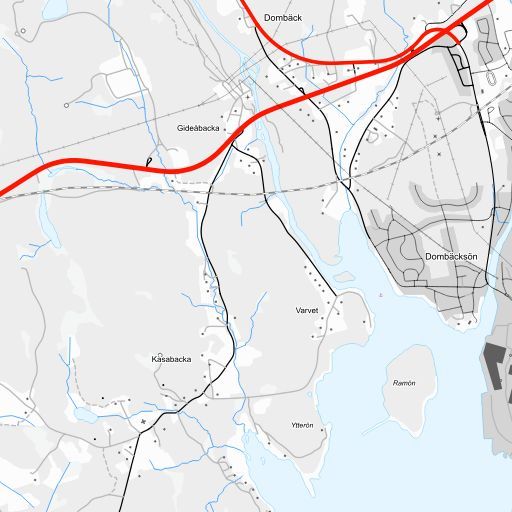 Dombäck
Gideåbacka
Dombäcksön
Varvet
Kasabacka
Ramön
Ytterön